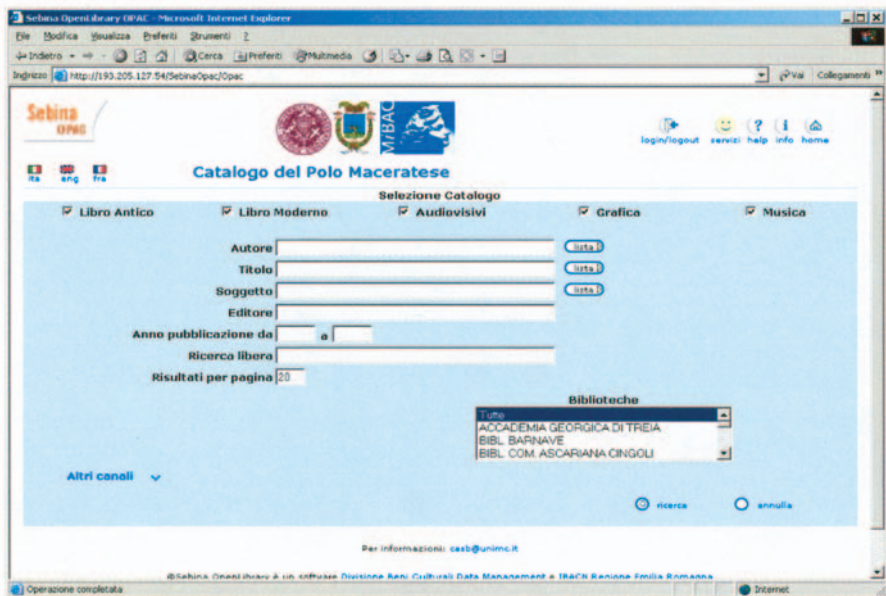 Sebina OpenLibrary OPAC - Microsoft Internet Explorer
File Modifica Visualizza Preferiti Strumenti ?
Indietro Cerca Preferiti Multimedia
Indirizzo http://193.205.127.54/SebinaOpac/Opac Vai Collegamenti »
Sebina OPAC
MiBAC
login/logout servizi help info home
ita eng fra
Catalogo del Polo Maceratese
Selezione Catalogo
Libro Antico Libro Moderno Audiovisivi Grafica Musica
Autore lista
Titolo lista
Soggetto lista
Editore
Anno pubblicazione da a
Ricerca libera
Risultati per pagina 20
Biblioteche
Tutte
ACCADEMIA GEORGICA DI TREIA
BIBL. BARNAVE
BIBL. COM. ASCARIANA CINGOLI
Altri canali
ricerca annulla
Per informazioni: casb@unimc.it
©Sebina OpenLibrary è un software Divisione Beni Culturali Data Management e IBACN Regione Emilia Romagna
Operazione completata Internet